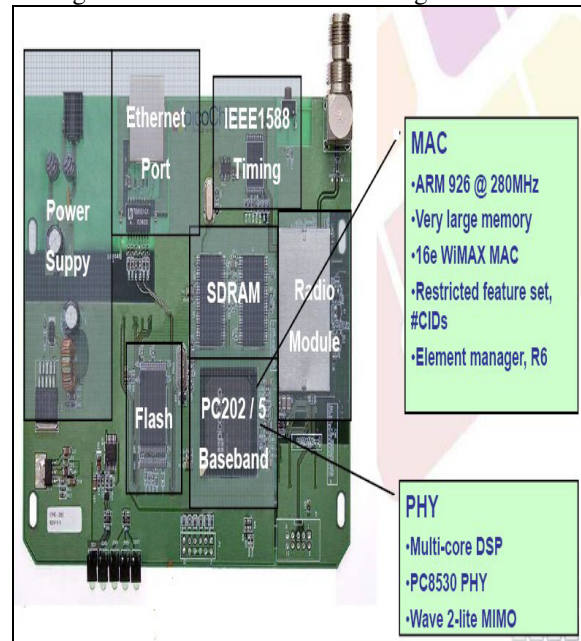 Ethernet
Port
IEEE1588
Timing
Power
Suppy
SDRAM
Radio
Module
Flash
PC202 / 5
Baseband
MAC
•ARM 926 @ 280MHz
•Very large memory
•16e WiMAX MAC
•Restricted feature set,
#CIDs
•Element manager, R6
PHY
•Multi-core DSP
•PC8530 PHY
•Wave 2-lite MIMO